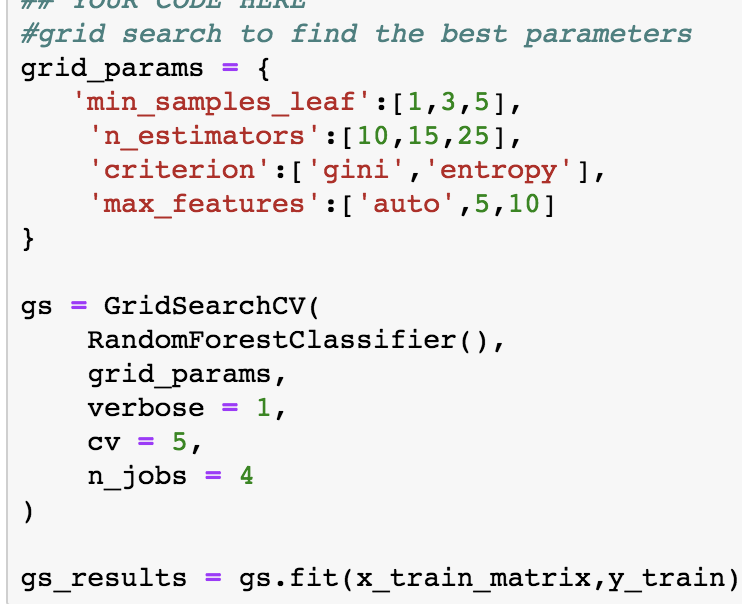 ## YOUR CODE HERE
#grid search to find the best parameters
grid_params = {
   'min_samples_leaf':[1,3,5],
    'n_estimators':[10,15,25],
    'criterion':['gini','entropy'],
    'max_features':['auto',5,10]
}
gs = GridSearchCV(
    RandomForestClassifier(),
    grid_params,
    verbose = 1,
    cv = 5,
    n_jobs = 4
)
gs_results = gs.fit(x_train_matrix,y_train)